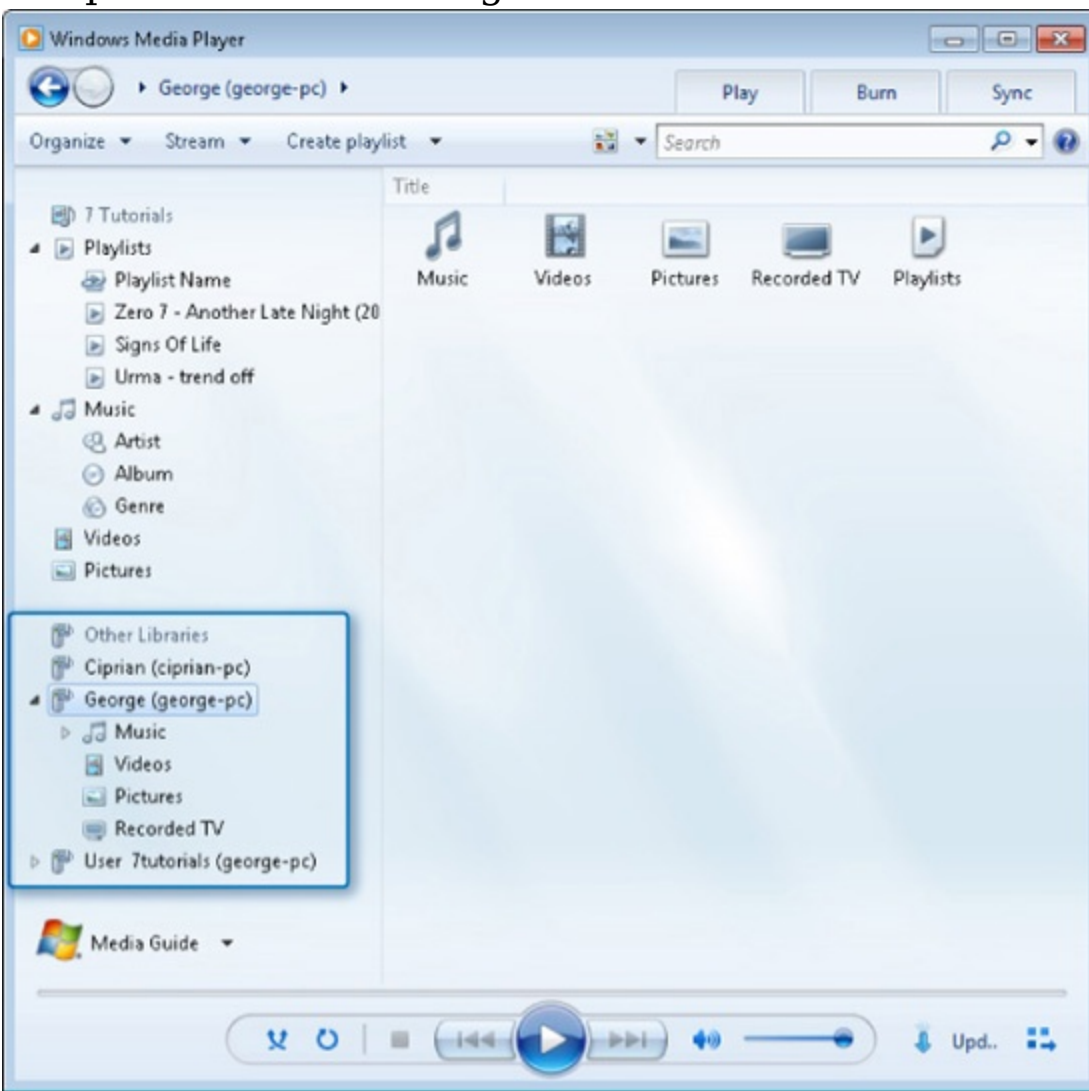 Windows Media Player
George (george-pc)
Play
Burn
Sync
Organize
Stream
Create playlist
Search
Title
7 Tutorials
Playlists
Playlist Name
Zero 7 - Another Late Night (20
Signs Of Life
Urma - trend off
Music
Artist
Album
Genre
Videos
Pictures
Other Libraries
Ciprian (ciprian-pc)
George (george-pc)
Music
Videos
Pictures
Recorded TV
User 7tutorials (george-pc)
Media Guide
Music
Videos
Pictures
Recorded TV
Playlists
Upd..